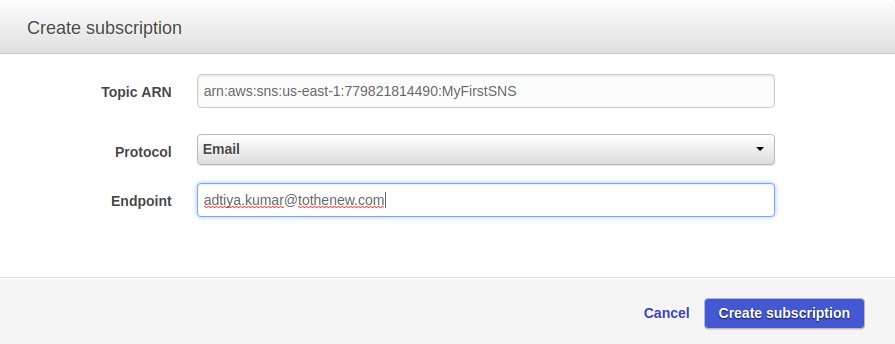 Create subscription
Topic ARN arn:aws:sns:us-east-1:779821814490:MyFirstSNS
Protocol Email
Endpoint adtiya.kumar@tothenew.com
Cancel Create subscription